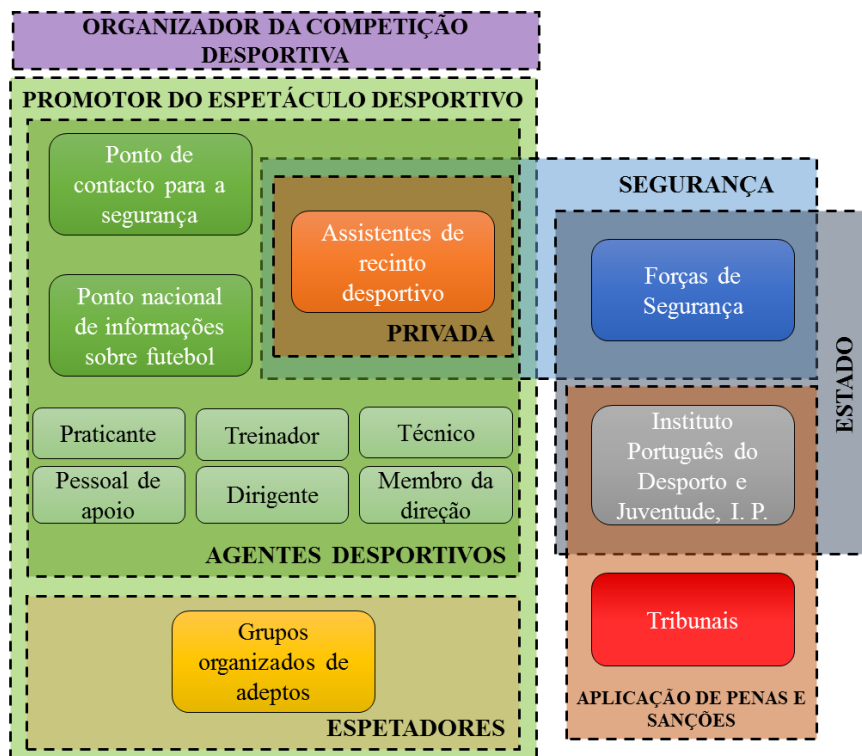 ORGANIZADOR DA COMPETIÇÃO
DESPORTIVA
PROMOTOR DO ESPETÁCULO DESPORTIVO
Ponto de
contacto para a
segurança
SEGURANÇA
Assistentes de
recinto
desportivo
Forças de
Segurança
Ponto nacional
de informações
sobre futebol
PRIVADA
ESTADO
Praticante
Treinador
Técnico
Instituto
Português do
Desporto e
Juventude, I. P.
Pessoal de
apoio
Dirigente
Membro da
direção
AGENTES DESPORTIVOS
Tribunais
Grupos
organizados de
adeptos
ESPETADORES
APLICAÇÃO DE PENAS E
SANÇÕES